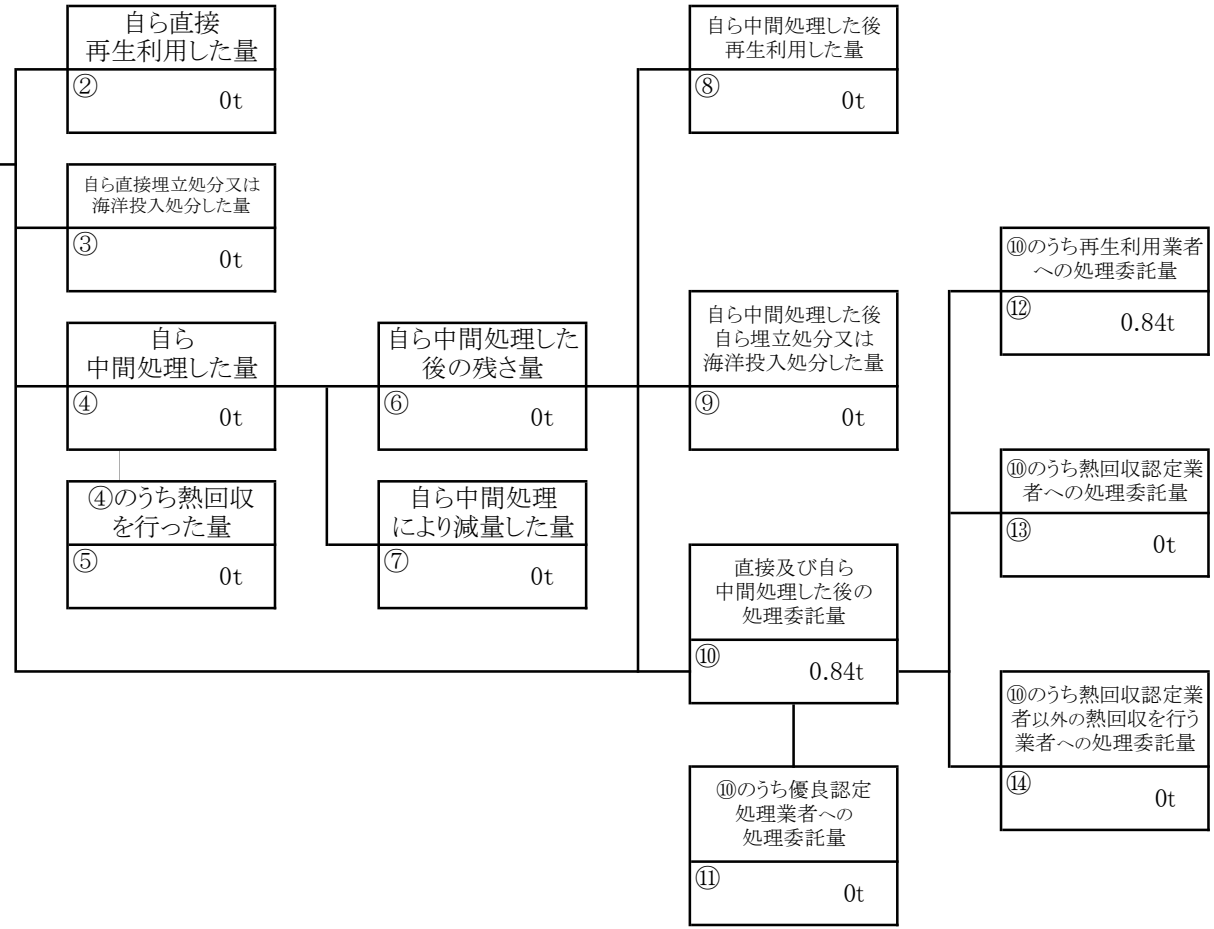 自ら直接
再生利用した量
②
0t
自ら直接埋立処分又は
海洋投入処分した量
③
0t
自ら
中間処理した量
④
0t
④のうち熱回収
を行った量
⑤
0t
自ら中間処理した
後の残さ量
⑥
0t
自ら中間処理
により減量した量
⑦
0t
自ら中間処理した後
再生利用した量
⑧
0t
自ら中間処理した後
自ら埋立処分又は
海洋投入処分した量
⑨
0t
直接及び自ら
中間処理した後の
処理委託量
⑩
0.84t
⑩のうち優良認定
処理業者への
処理委託量
⑪
0t
⑩のうち再生利用業者
への処理委託量
⑫
0.84t
⑩のうち熱回収認定業
者への処理委託量
⑬
0t
⑩のうち熱回収認定業
者以外の熱回収を行う
業者への処理委託量
⑭
0t